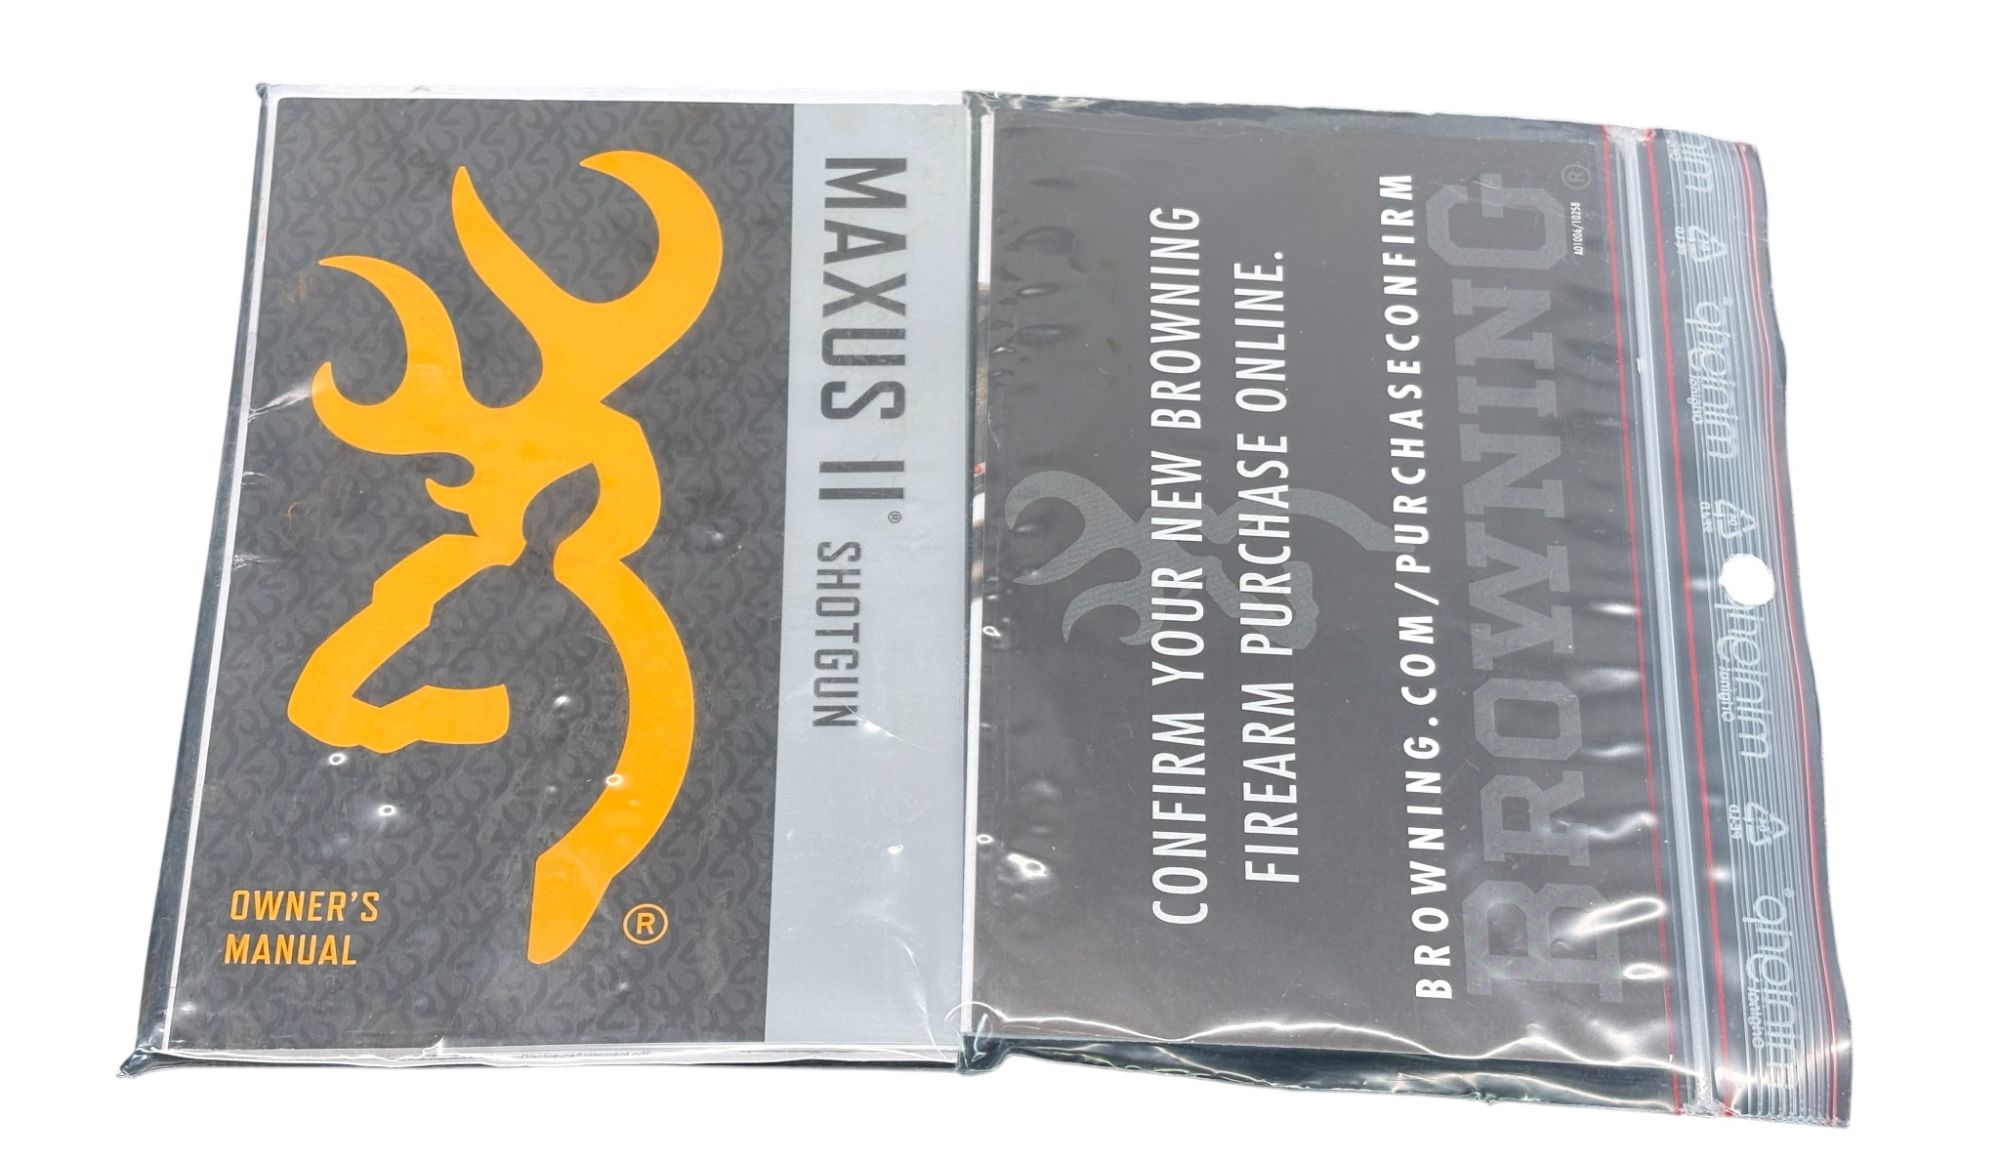 OWNER'S
MANUAL
®
MAXUS II® SHOTGUN
CONFIRM YOUR NEW BROWNING
FIREARM PURCHASE ONLINE.
BROWNING.COM/PURCHASECONFIRM
BROWNING®